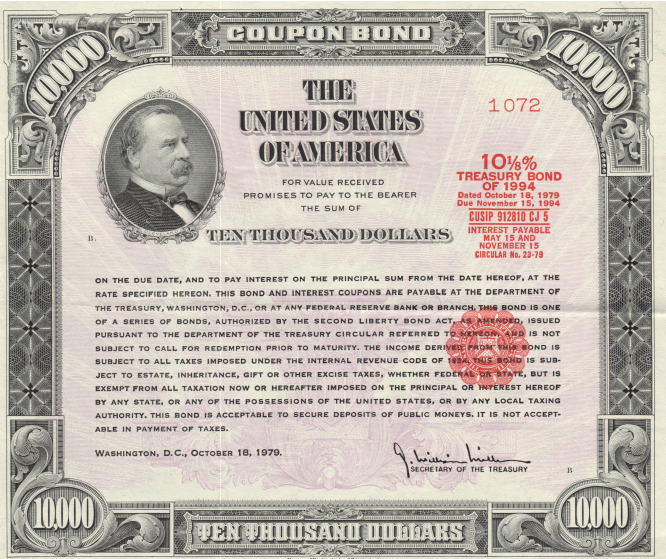 COUPON BOND
10,000
10,000
THE
UNITED STATES
OF AMERICA
1072
FOR VALUE RECEIVED
PROMISES TO PAY TO THE BEARER
THE SUM OF
10⅛%
TREASURY BOND
OF 1994
Dated October 18, 1979
Due November 15, 1994
CUSIP 912810 CJ 5
INTEREST PAYABLE
MAY 15 AND
NOVEMBER 15
CIRCULAR No. 23-79
B. TEN THOUSAND DOLLARS
ON THE DUE DATE, AND TO PAY INTEREST ON THE PRINCIPAL SUM FROM THE DATE HEREOF, AT THE
RATE SPECIFIED HEREON. THIS BOND AND INTEREST COUPONS ARE PAYABLE AT THE DEPARTMENT OF
THE TREASURY, WASHINGTON, D.C., OR AT ANY FEDERAL RESERVE BANK OR BRANCH. THIS BOND IS ONE
OF A SERIES OF BONDS, AUTHORIZED BY THE SECOND LIBERTY BOND ACT, AS AMENDED, ISSUED
PURSUANT TO THE DEPARTMENT OF THE TREASURY CIRCULAR REFERRED TO HEREON, AND IS NOT
SUBJECT TO CALL FOR REDEMPTION PRIOR TO MATURITY. THE INCOME DERIVED FROM THIS BOND IS
SUBJECT TO ALL TAXES IMPOSED UNDER THE INTERNAL REVENUE CODE OF 1954. THIS BOND IS SUB-
JECT TO ESTATE, INHERITANCE, GIFT OR OTHER EXCISE TAXES, WHETHER FEDERAL OR STATE, BUT IS
EXEMPT FROM ALL TAXATION NOW OR HEREAFTER IMPOSED ON THE PRINCIPAL OR INTEREST HEREOF
BY ANY STATE, OR ANY OF THE POSSESSIONS OF THE UNITED STATES, OR BY ANY LOCAL TAXING
AUTHORITY. THIS BOND IS ACCEPTABLE TO SECURE DEPOSITS OF PUBLIC MONEYS. IT IS NOT ACCEPT-
ABLE IN PAYMENT OF TAXES.
WASHINGTON, D.C., OCTOBER 18, 1979.
G. William Miller
SECRETARY OF THE TREASURY
B
10,000
TEN THOUSAND DOLLARS
10,000